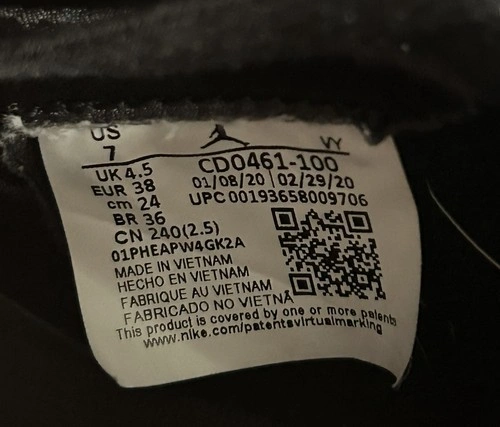 US VY
7
UK 4.5 CD0461-100
EUR 38 01/08/20 | 02/29/20
cm 24 UPC 00193658009706
BR 36
CN 240(2.5)
01PHEAPW4GK2A
MADE IN VIETNAM
HECHO EN VIETNAM
FABRIQUE AU VIETNAM
FABRICADO NO VIETNA
This product is covered by one or more patents
www.nike.com/patentsvirtualmarking